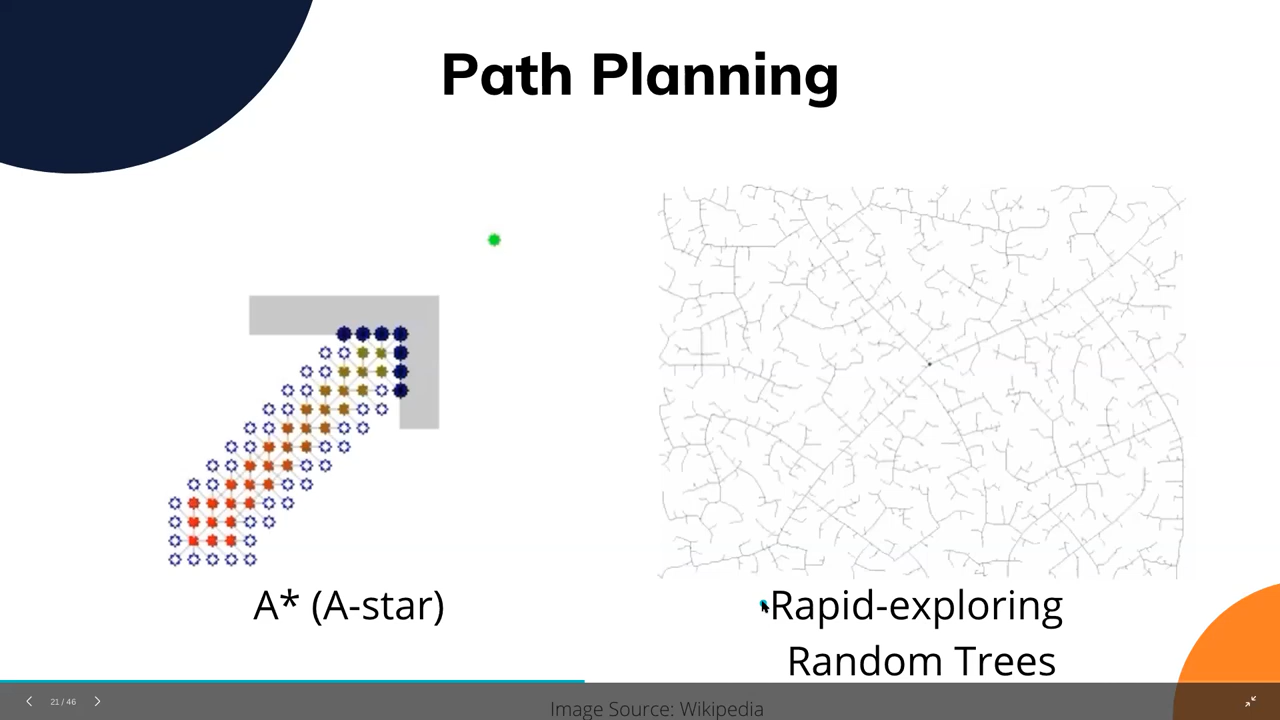 Path Planning
A* (A-star)
Rapid-exploring
Random Trees
21 / 46
Image Source: Wikipedia